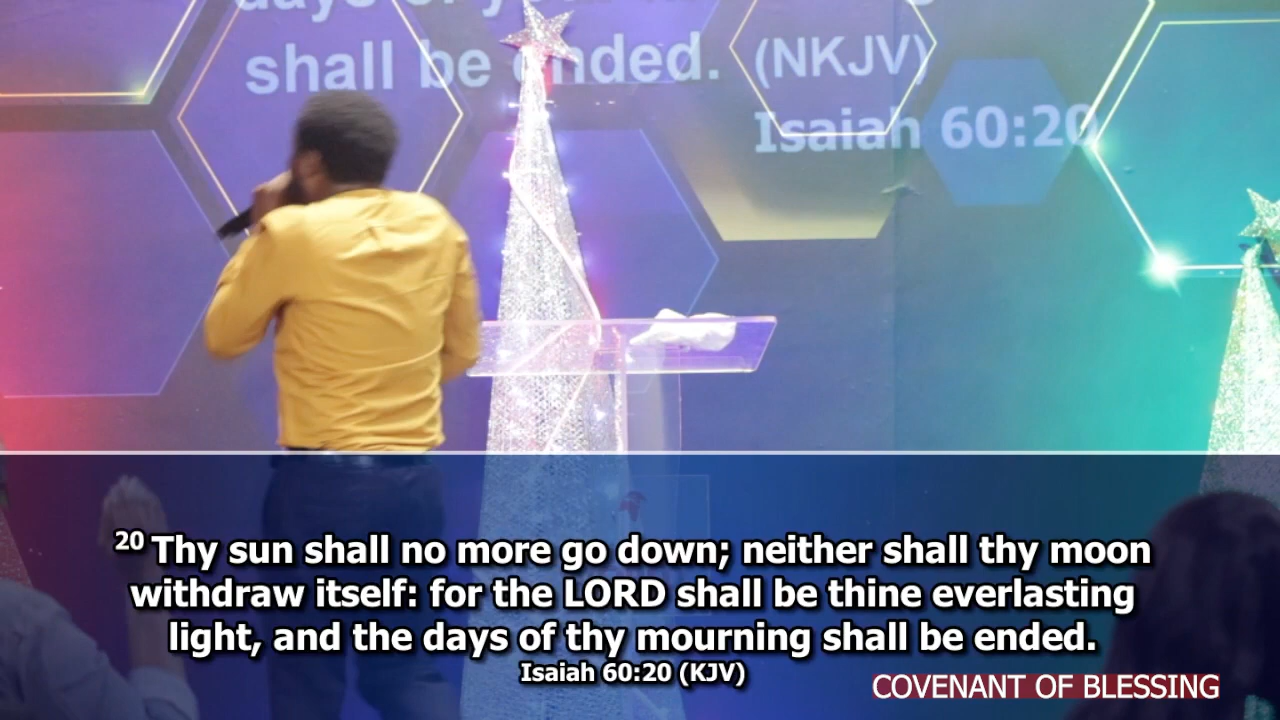 shall be ended. (NKJV)
Isaiah 60:20
20 Thy sun shall no more go down; neither shall thy moon
withdraw itself: for the LORD shall be thine everlasting
light, and the days of thy mourning shall be ended.
Isaiah 60:20 (KJV)
COVENANT OF BLESSING